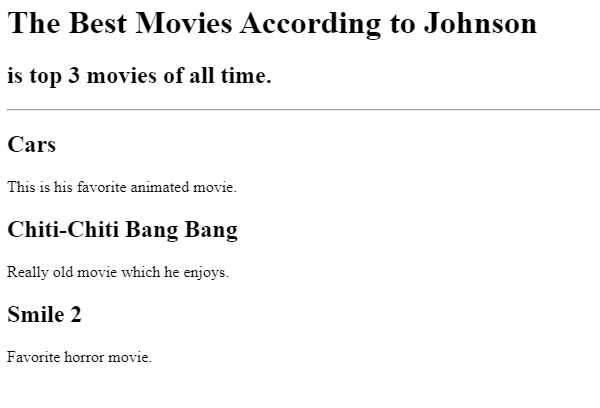 The Best Movies According to Johnson
is top 3 movies of all time.
Cars
This is his favorite animated movie.
Chiti-Chiti Bang Bang
Really old movie which he enjoys.
Smile 2
Favorite horror movie.